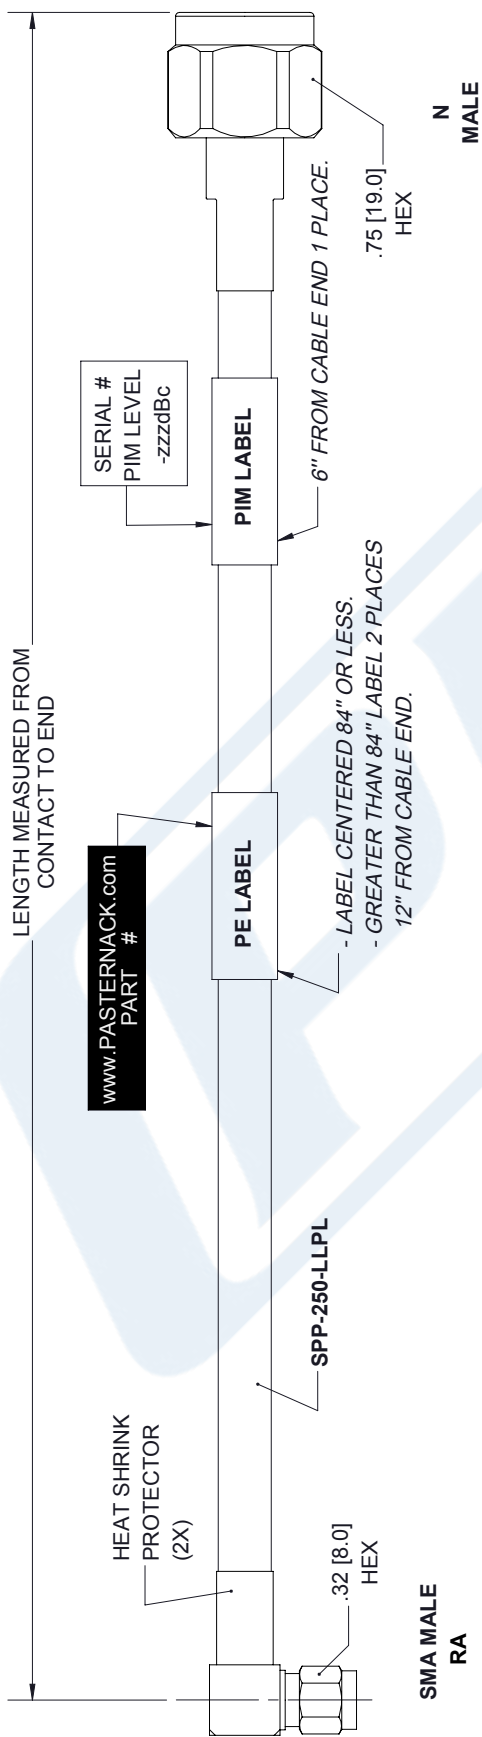 LENGTH MEASURED FROM
CONTACT TO END
HEAT SHRINK
PROTECTOR
(2X)
www.PASTERNACK.com
PART #
SERIAL #
PIM LEVEL
-zzzdBc
PE LABEL
PIM LABEL
.32 [8.0]
HEX
SPP-250-LLPL
- LABEL CENTERED 84" OR LESS.
- GREATER THAN 84" LABEL 2 PLACES
12" FROM CABLE END.
6" FROM CABLE END 1 PLACE.
.75 [19.0]
HEX
SMA MALE
RA
N
MALE